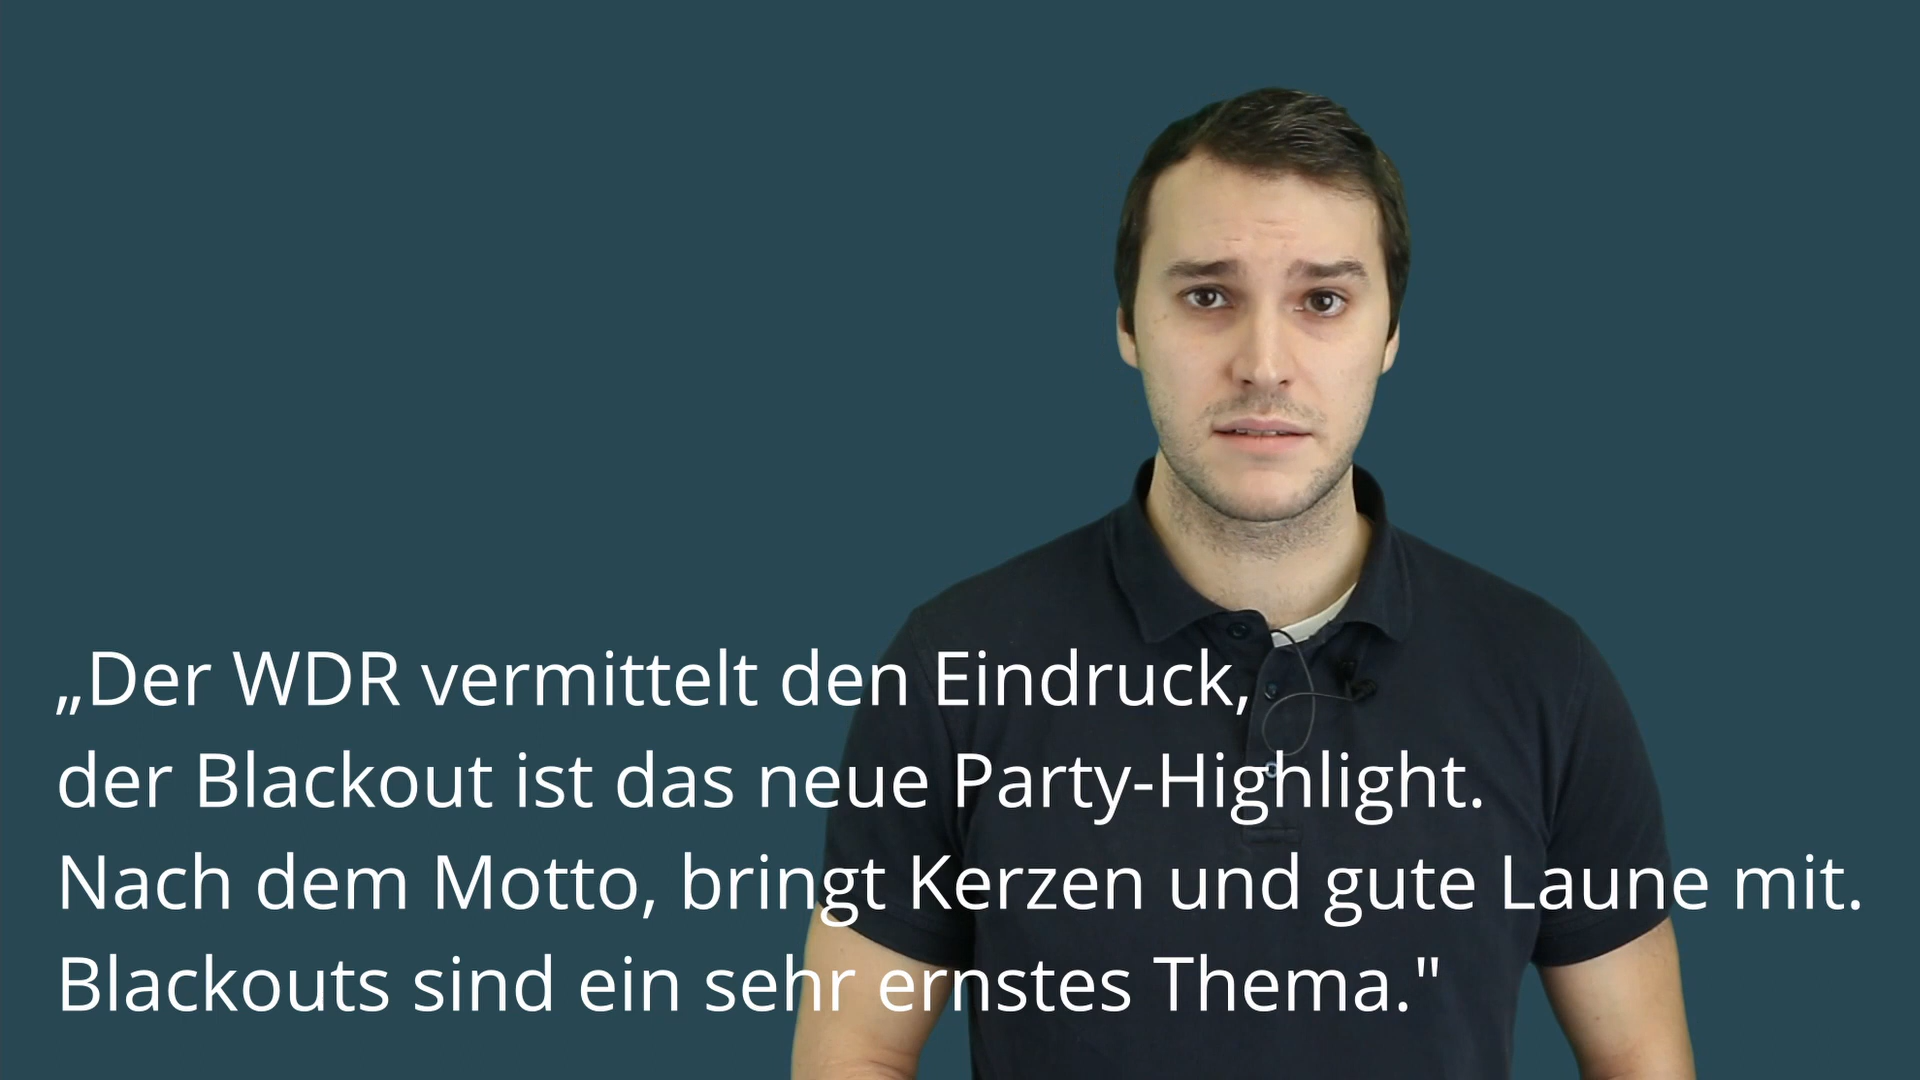 „Der WDR vermittelt den Eindruck,
der Blackout ist das neue Party-Highlight.
Nach dem Motto, bringt Kerzen und gute Laune mit.
Blackouts sind ein sehr ernstes Thema."